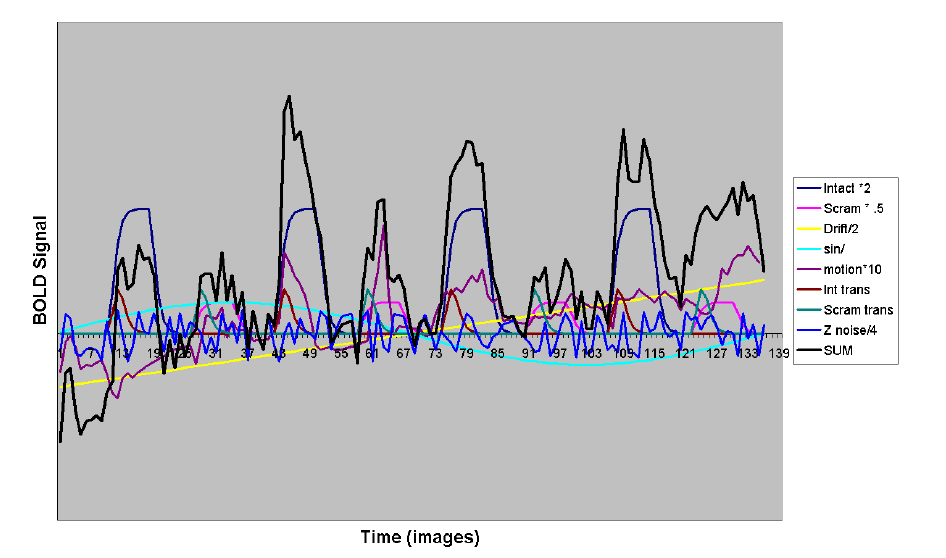 BOLD Signal
1 7 13 19 25 31 37 43 49 55 61 67 73 79 85 91 97 103 109 115 121 127 133 139
Time (images)
Intact *2
Scram * .5
Drift/2
sin/
motion*10
Int trans
Scram trans
Z noise/4
SUM